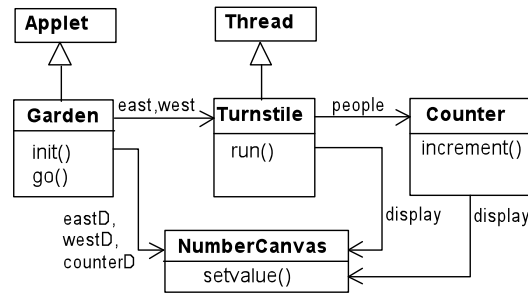 Applet
Thread
Garden
east,west
Turnstile
people
Counter
init()
go()
run()
increment()
eastD,
westD,
counterD
display
display
NumberCanvas
setvalue()